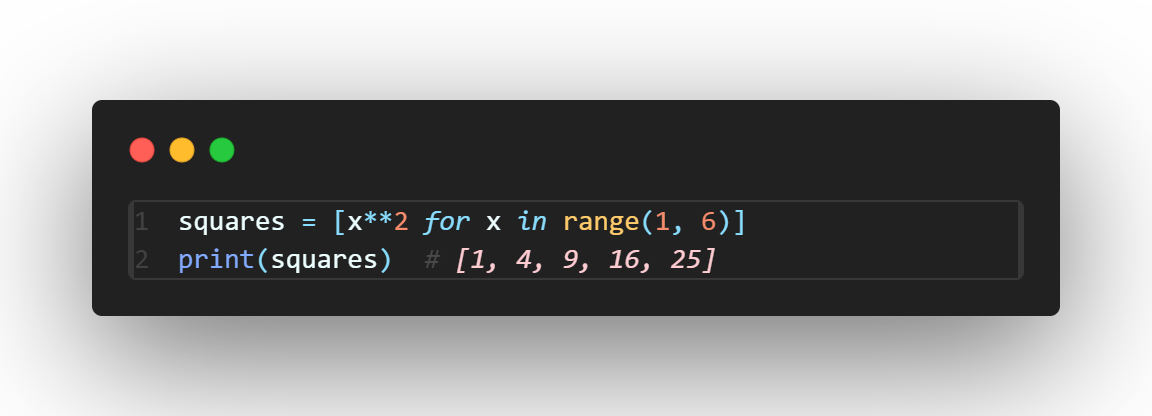 1 squares = [x**2 for x in range(1, 6)]
2 print(squares)  # [1, 4, 9, 16, 25]